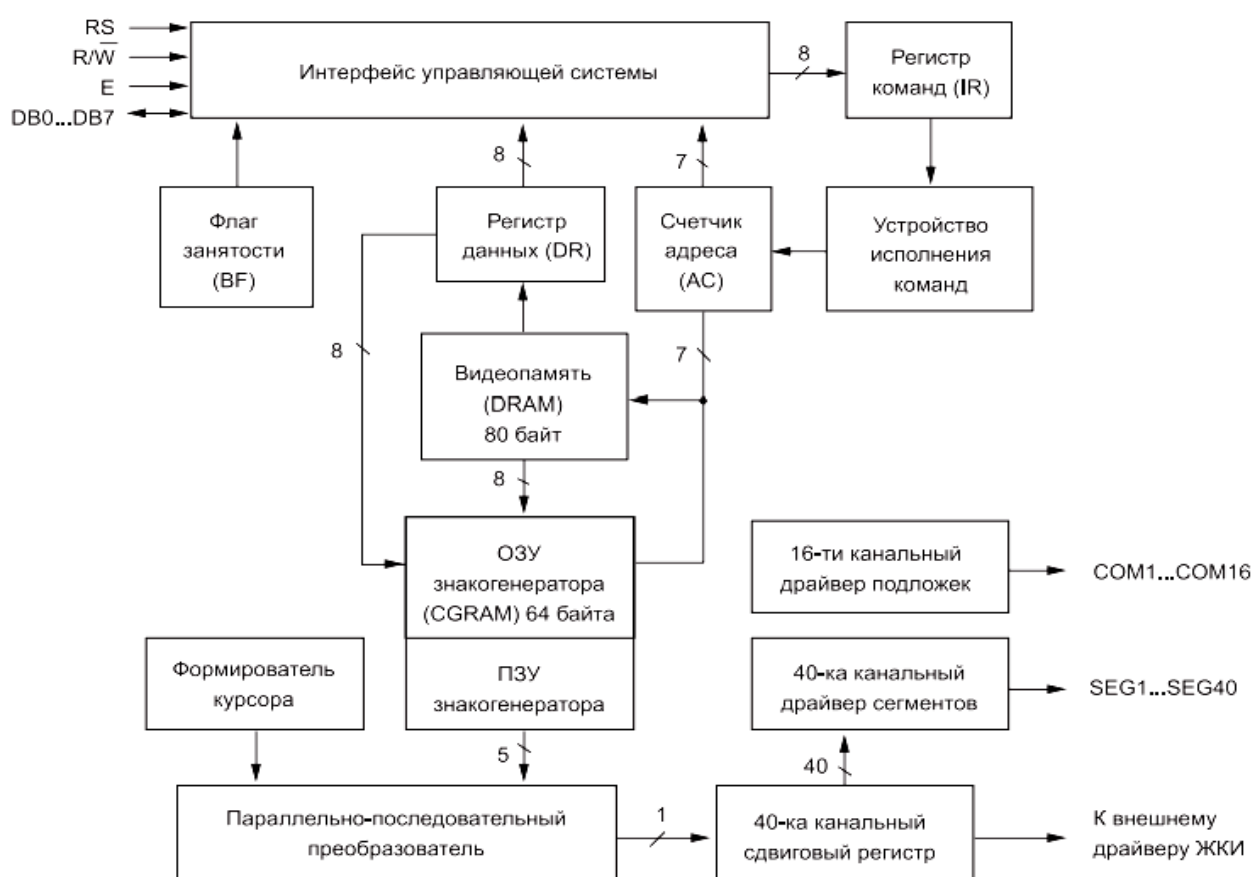 RS
R/W̅
E
DB0...DB7
Интерфейс управляющей системы
8
Регистр
команд (IR)
8
7
Флаг
занятости
(BF)
Регистр
данных (DR)
Счетчик
адреса
(AC)
Устройство
исполнения
команд
8
7
Видеопамять
(DRAM)
80 байт
8
ОЗУ
знакогенератора
(CGRAM) 64 байта
16-ти канальный
драйвер подложек
COM1...COM16
Формирователь
курсора
ПЗУ
знакогенератора
40-ка канальный
драйвер сегментов
SEG1...SEG40
5
40
Параллельно-последовательный
преобразователь
1
40-ка канальный
сдвиговый регистр
К внешнему
драйверу ЖКИ